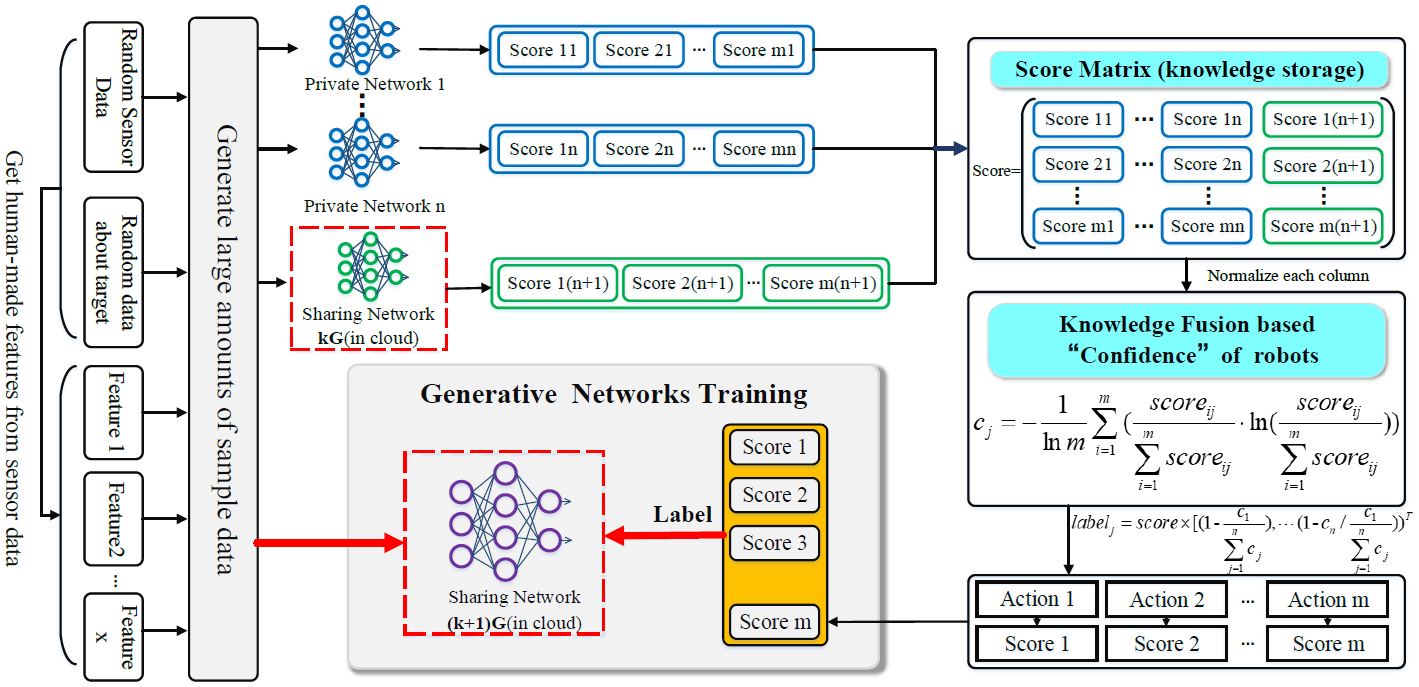 Get human-made features from sensor data
Random Sensor
Data
Random data
about target
Feature 1
Feature2
...
Feature
x
Generate large amounts of sample data
Private Network 1
Private Network n
Sharing Network
kG(in cloud)
Score 11 Score 21 ... Score m1
Score 1n Score 2n ... Score mn
Score 1(n+1) Score 2(n+1) ... Score m(n+1)
Score Matrix (knowledge storage)
Score=
Score 11 ... Score 1n Score 1(n+1)
Score 21 ... Score 2n Score 2(n+1)
Score m1 ... Score mn Score m(n+1)
Normalize each column
Knowledge Fusion based
“Confidence” of robots
c_j = -\frac{1}{\ln m}\sum_{i=1}^{m}(\frac{score_{ij}}{\sum_{i=1}^{m} score_{ij}} \cdot \ln(\frac{score_{ij}}{\sum_{i=1}^{m} score_{ij}}))
label_j = score×[(1-\frac{c_1}{\sum_{j=1}^{n} c_j}),⋯(1-c_n / \frac{c_1}{\sum_{j=1}^{n} c_j})]^T
Action 1 Action 2 ... Action m
Score 1 Score 2 ... Score m
Generative Networks Training
Score 1
Score 2
Score 3
Score m
Label
Sharing Network
(k+1)G(in cloud)